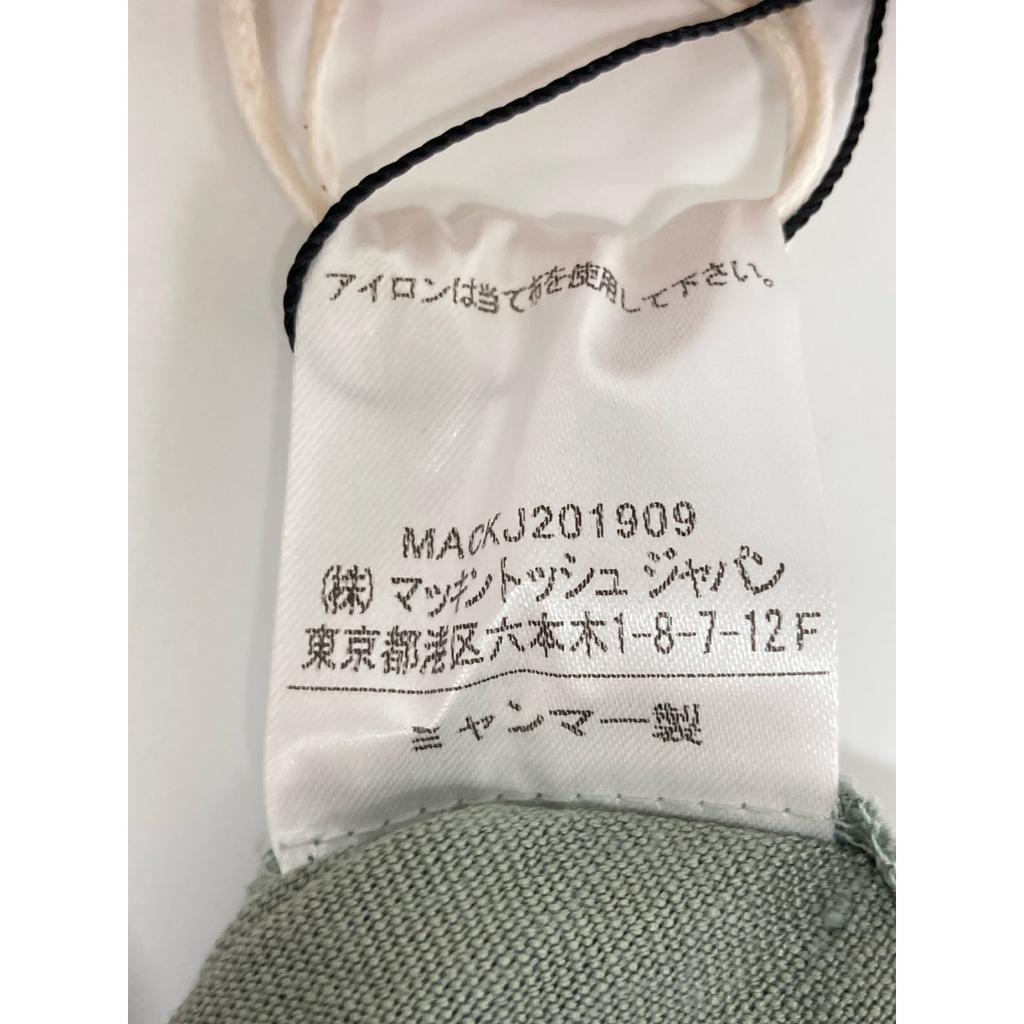 アイロンは当て布を使用して下さい。
MACKJ201909
(株) マッキントッシュ ジャパン
東京都港区六本木1-8-7-12F
ミャンマー製